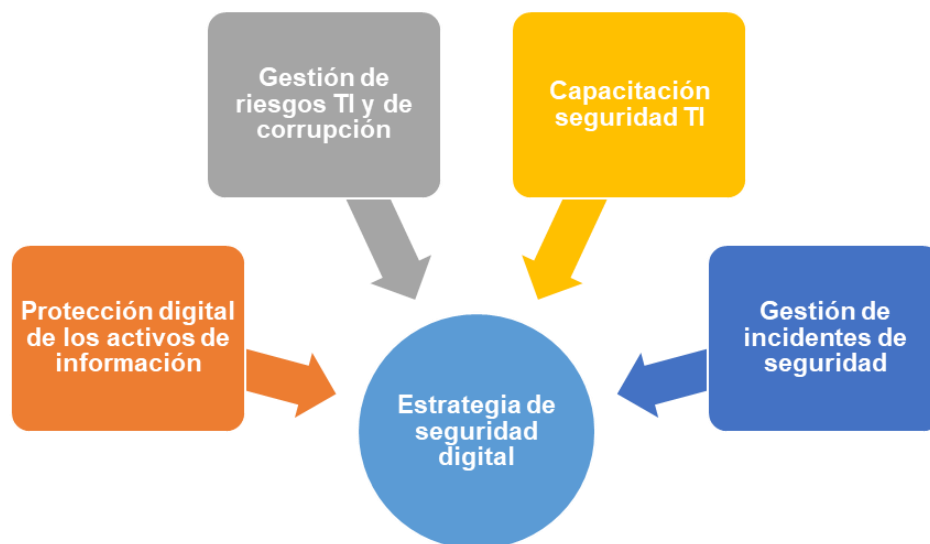 Gestión de
riesgos TI y de
corrupción
Capacitación
seguridad TI
Protección digital
de los activos de
información
Gestión de
incidentes de
seguridad
Estrategia de
seguridad
digital